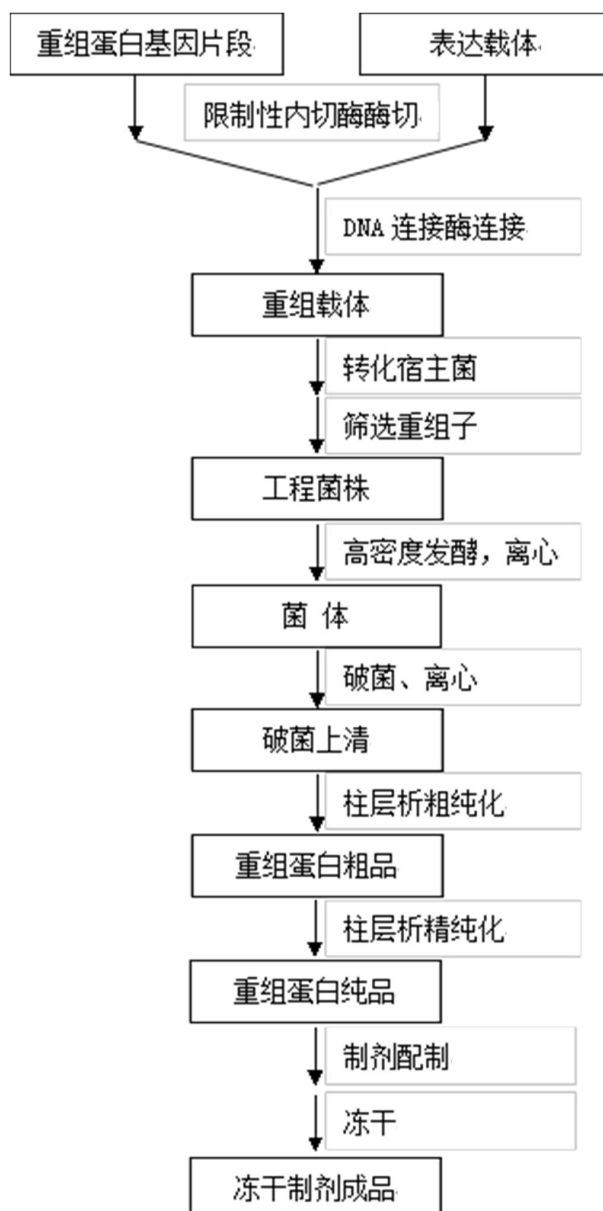 重组蛋白基因片段
表达载体
限制性内切酶酶切
DNA 连接酶连接
重组载体
转化宿主菌
筛选重组子
工程菌株
高密度发酵，离心
菌 体
破菌、离心
破菌上清
柱层析粗纯化
重组蛋白粗品
柱层析精纯化
重组蛋白纯品
制剂配制
冻干
冻干制剂成品